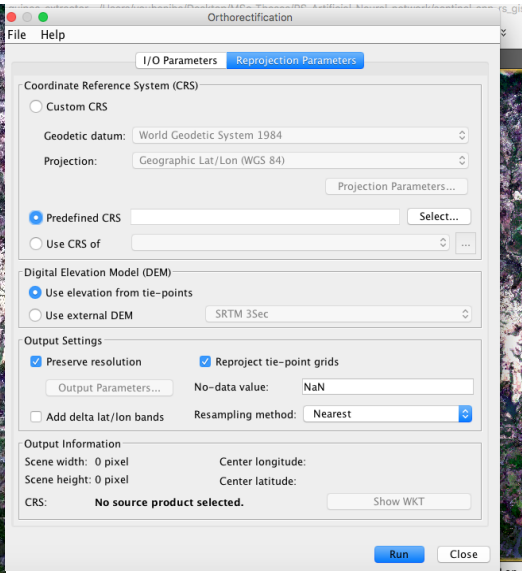 Orthorectification
File Help
I/O Parameters Reprojection Parameters
Coordinate Reference System (CRS)
Custom CRS
Geodetic datum: World Geodetic System 1984
Projection: Geographic Lat/Lon (WGS 84)
Projection Parameters...
Predefined CRS Select...
Use CRS of ...
Digital Elevation Model (DEM)
Use elevation from tie-points
Use external DEM SRTM 3Sec
Output Settings
Preserve resolution Reproject tie-point grids
Output Parameters... No-data value: NaN
Add delta lat/lon bands Resampling method: Nearest
Output Information
Scene width: 0 pixel Center longitude:
Scene height: 0 pixel Center latitude:
CRS: No source product selected. Show WKT
Run Close